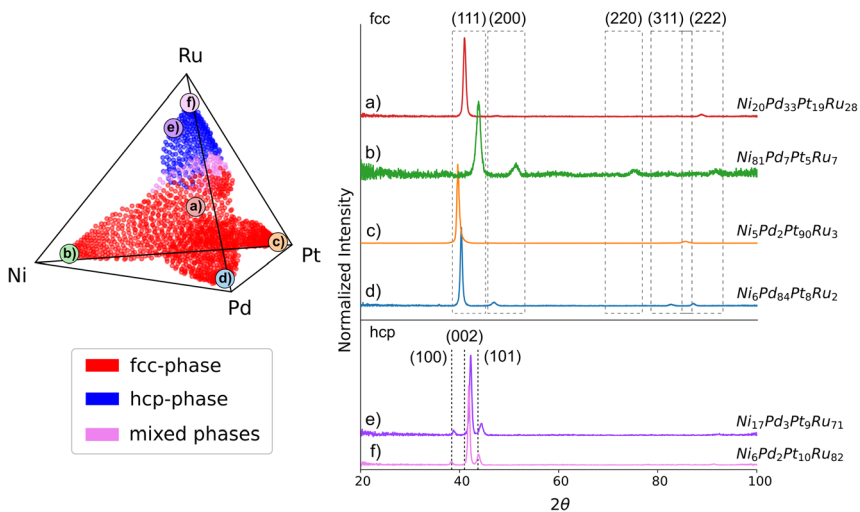 Ru
f)
e)
a)
b)
c)
d)
Ni
Pt
Pd
fcc-phase
hcp-phase
mixed phases
Normalized Intensity
fcc
(111) (200) (220) (311) (222)
a) Ni₂₀Pd₃₃Pt₁₉Ru₂₈
b) Ni₈₁Pd₇Pt₅Ru₇
c) Ni₅Pd₂Pt₉₀Ru₃
d) Ni₆Pd₈₄Pt₈Ru₂
hcp
(002)
(100) (101)
e) Ni₁₇Pd₃Pt₉Ru₇₁
f) Ni₆Pd₂Pt₁₀Ru₈₂
20 40 60 80 100
2θ